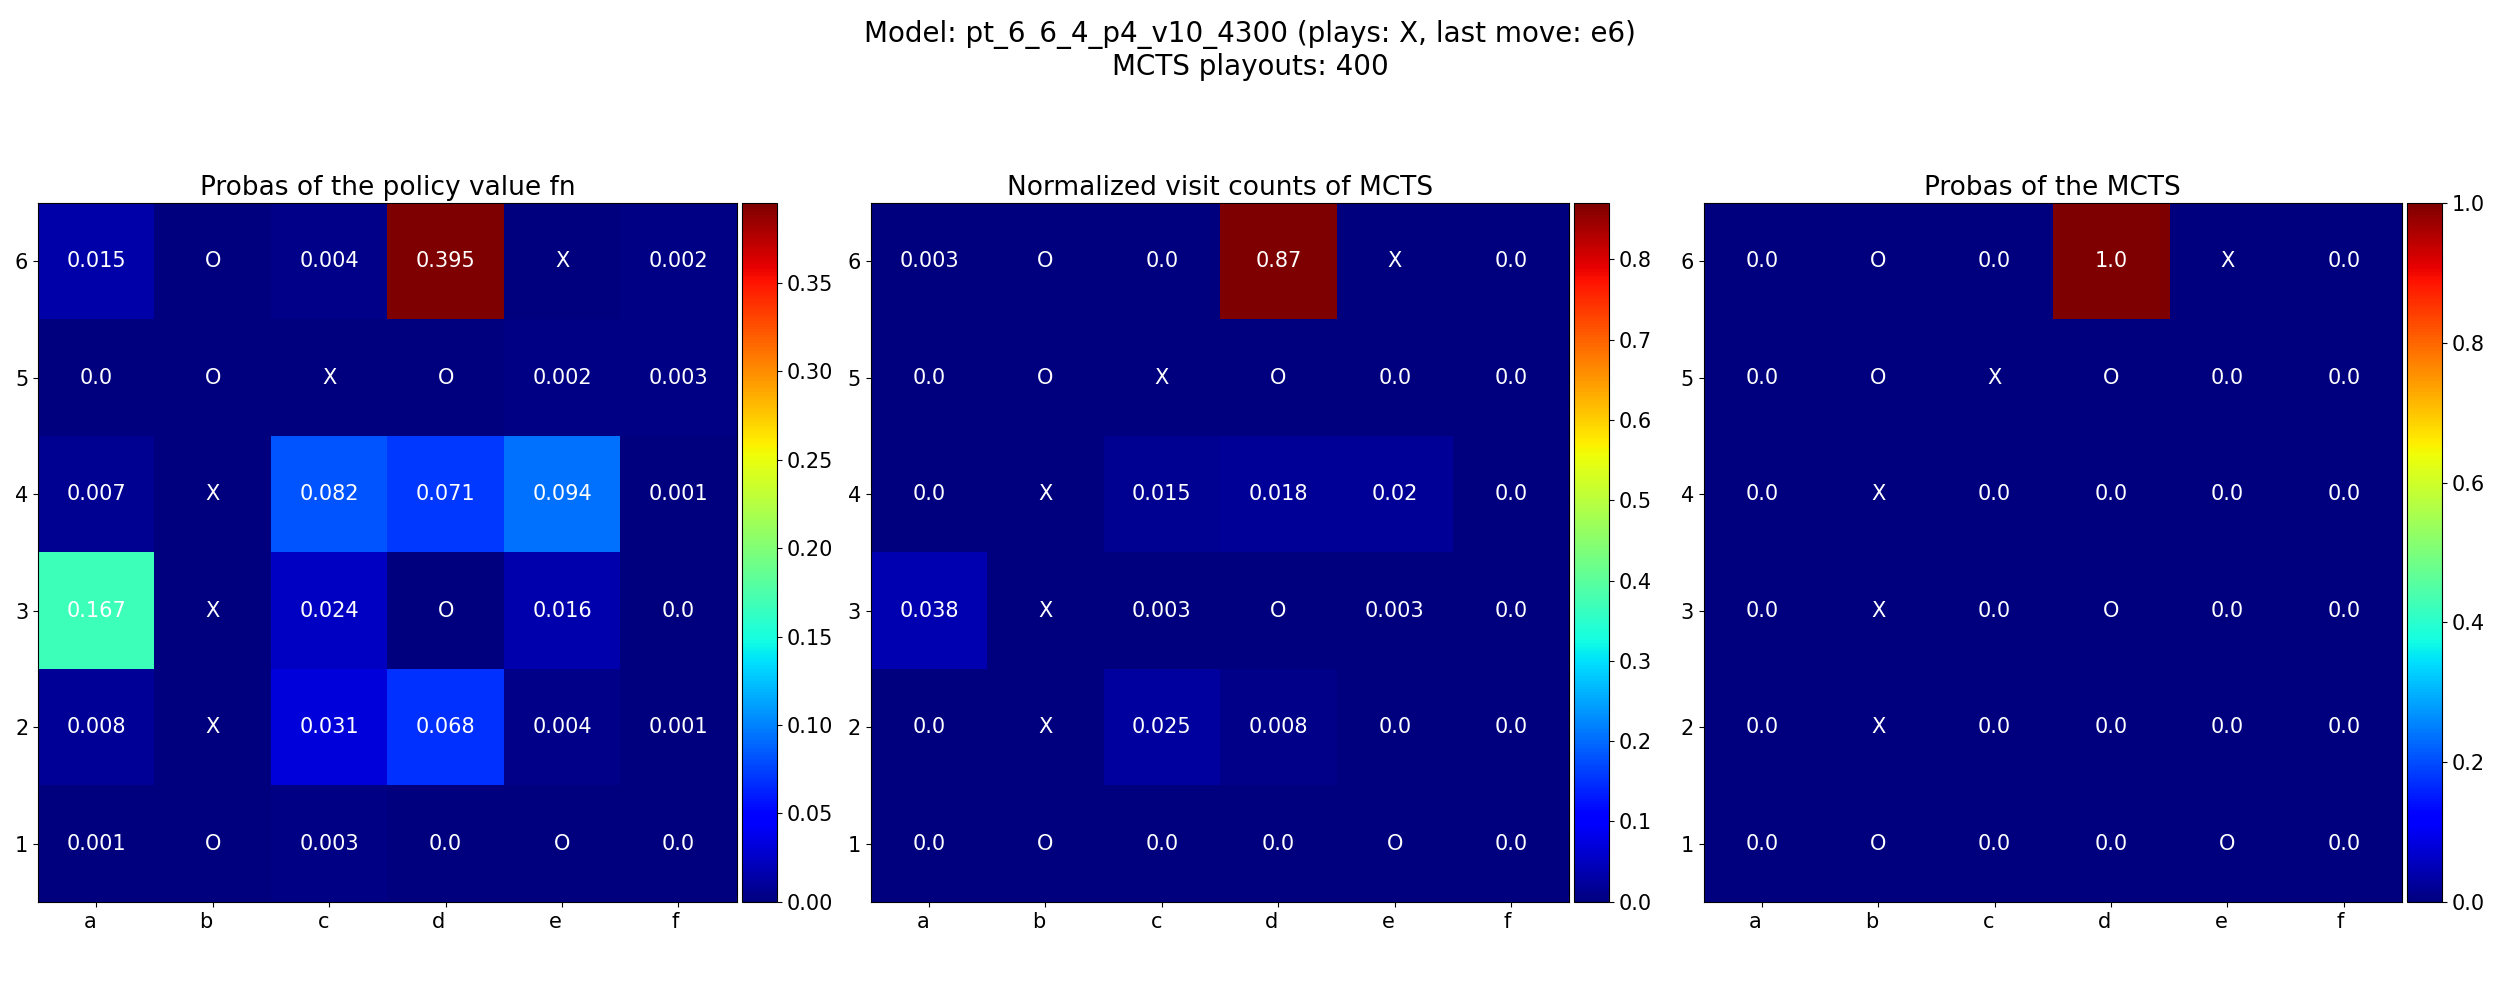 Model: pt_6_6_4_p4_v10_4300 (plays: X, last move: e6)
MCTS playouts: 400
Probas of the policy value fn
6 0.015 O 0.004 0.395 X 0.002
5 0.0 O X O 0.002 0.003
4 0.007 X 0.082 0.071 0.094 0.001
3 0.167 X 0.024 O 0.016 0.0
2 0.008 X 0.031 0.068 0.004 0.001
1 0.001 O 0.003 0.0 O 0.0
a b c d e f
0.35
0.30
0.25
0.20
0.15
0.10
0.05
0.00
Normalized visit counts of MCTS
6 0.003 O 0.0 0.87 X 0.0
5 0.0 O X O 0.0 0.0
4 0.0 X 0.015 0.018 0.02 0.0
3 0.038 X 0.003 O 0.003 0.0
2 0.0 X 0.025 0.008 0.0 0.0
1 0.0 O 0.0 0.0 O 0.0
a b c d e f
0.8
0.7
0.6
0.5
0.4
0.3
0.2
0.1
0.0
Probas of the MCTS
6 0.0 O 0.0 1.0 X 0.0
5 0.0 O X O 0.0 0.0
4 0.0 X 0.0 0.0 0.0 0.0
3 0.0 X 0.0 O 0.0 0.0
2 0.0 X 0.0 0.0 0.0 0.0
1 0.0 O 0.0 0.0 O 0.0
a b c d e f
1.0
0.8
0.6
0.4
0.2
0.0